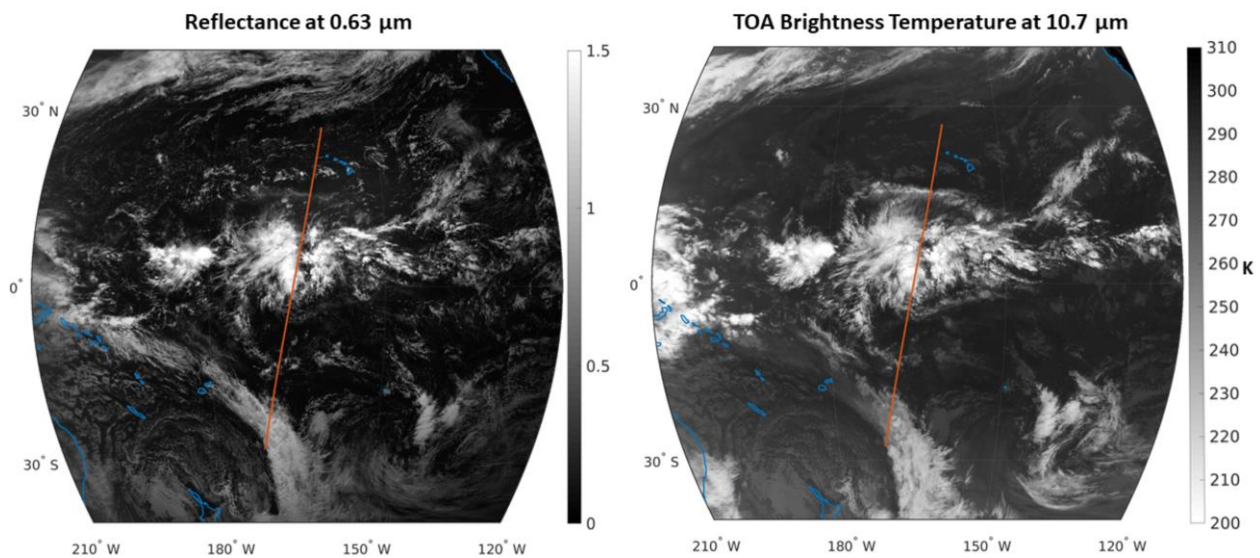 Reflectance at 0.63 µm
30° N
0°
30° S
210° W
180° W
150° W
120° W
1.5
1
0.5
0
TOA Brightness Temperature at 10.7 µm
30° N
0°
30° S
210° W
180° W
150° W
120° W
310
300
290
280
270
260
250
240
230
220
210
200
K